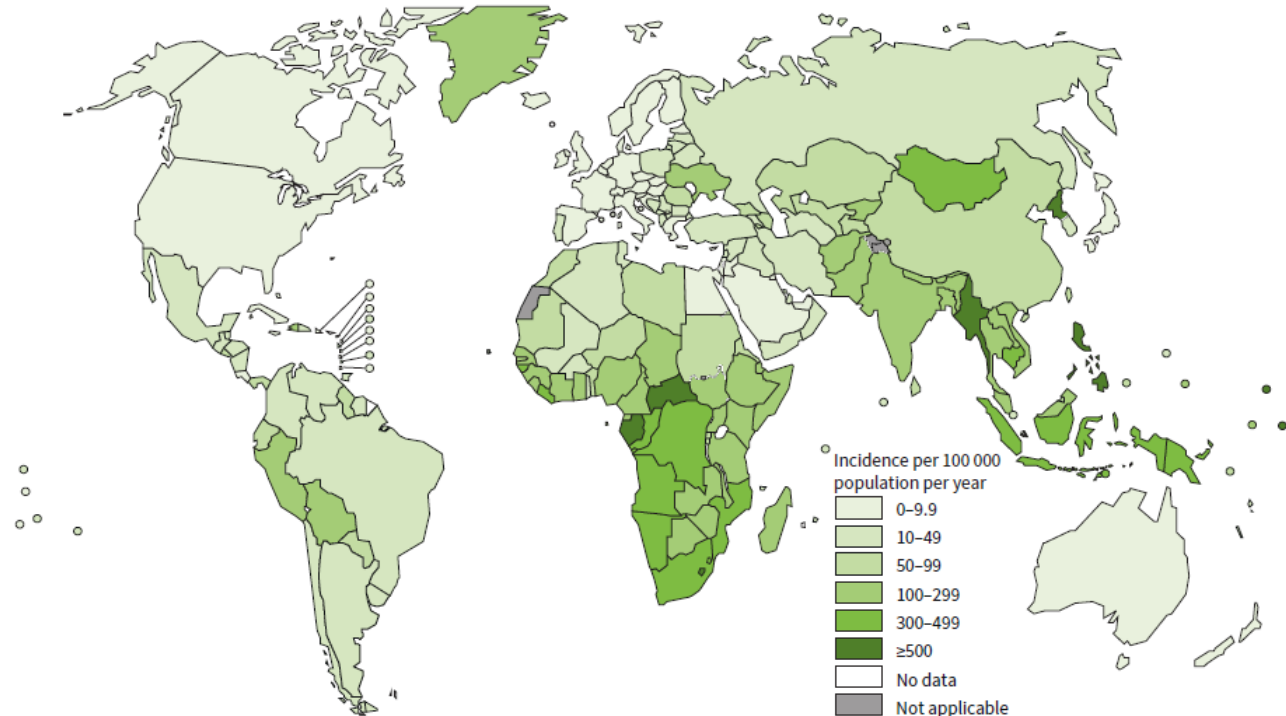 Incidence per 100 000
population per year
0–9.9
10–49
50–99
100–299
300–499
≥500
No data
Not applicable